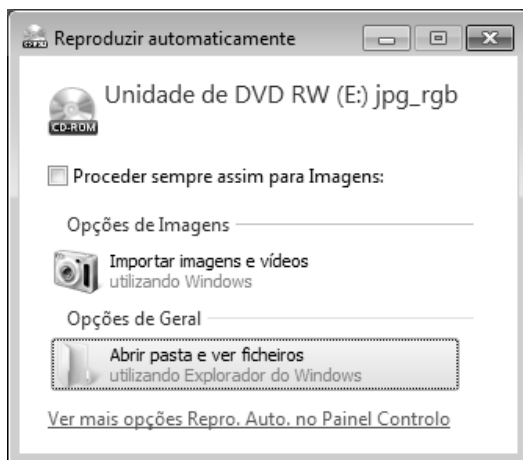 Reproduzir automaticamente
Unidade de DVD RW (E:) jpg_rgb
CD-ROM
Proceder sempre assim para Imagens:
Opções de Imagens
Importar imagens e vídeos
utilizando Windows
Opções de Geral
Abrir pasta e ver ficheiros
utilizando Explorador do Windows
Ver mais opções Repro. Auto. no Painel Controlo